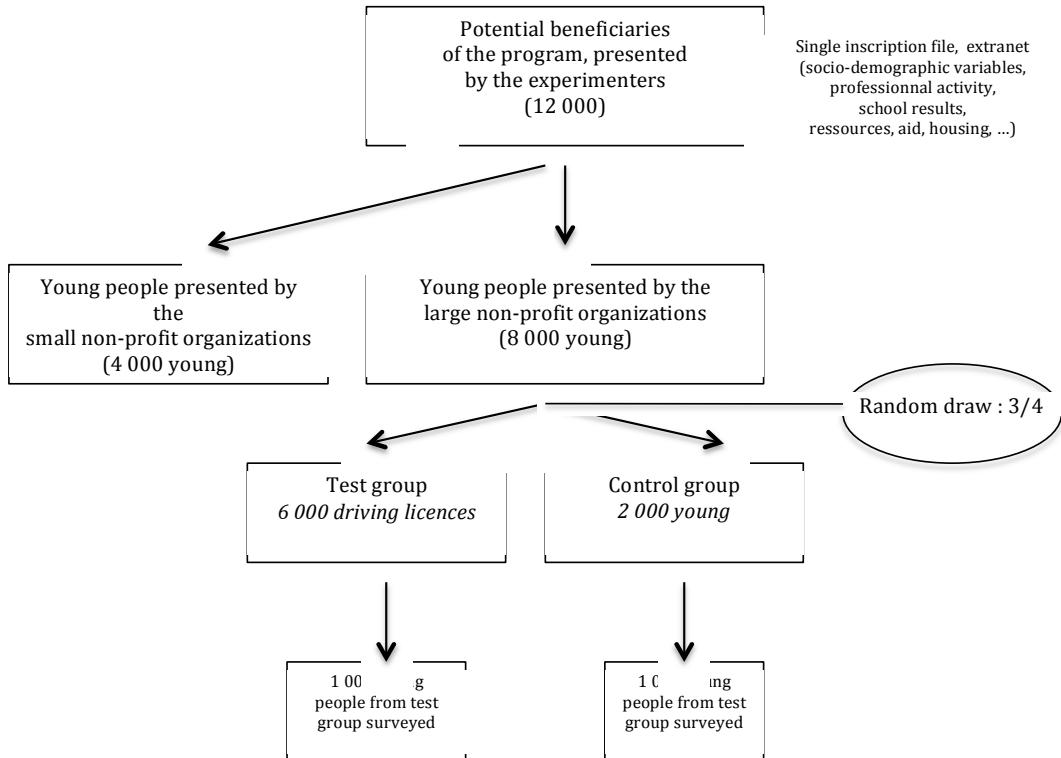 Potential beneficiaries
of the program, presented
by the experimenters
(12 000)
Single inscription file, extranet
(socio-demographic variables,
professionnal activity,
school results,
ressources, aid, housing, ...)
Young people presented by
the
small non-profit organizations
(4 000 young)
Young people presented by the
large non-profit organizations
(8 000 young)
Random draw : 3/4
Test group
6 000 driving licences
Control group
2 000 young
people from test
group surveyed
people from test
group surveyed